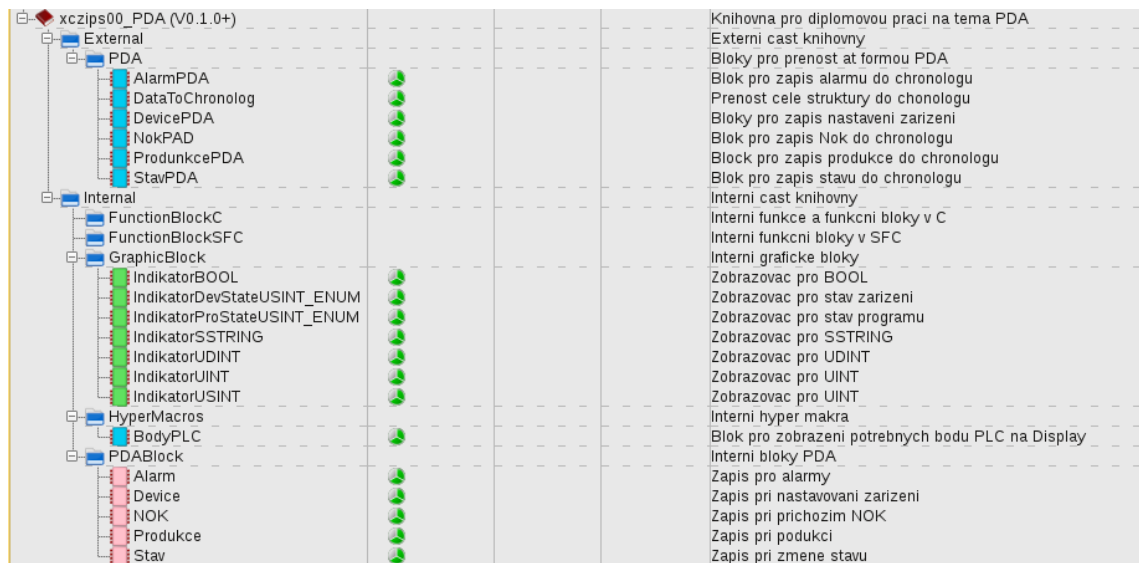 xczips00_PDA (V0.1.0+) Knihovna pro diplomovou praci na tema PDA
External Externi cast knihovny
PDA Bloky pro prenost at formou PDA
AlarmPDA Blok pro zapis alarmu do chronologu
DataToChronolog Prenost cele struktury do chonologu
DevicePDA Bloky pro zapis nastaveni zarizeni
NokPAD Blok pro zapis Nok do chronologu
ProdunkcePDA Block pro zapis produkce do chronologu
StavPDA Blok pro zapis stavu do chronologu
Internal Interni cast knihovny
FunctionBlockC Interni funkce a funkcni bloky v C
FunctionBlockSFC Interni funkcni bloky v SFC
GraphicBlock Interni graficke bloky
IndikatorBOOL Zobrazovac pro BOOL
IndikatorDevStateUSINT_ENUM Zobrazovac pro stav zarizeni
IndikatorProStateUSINT_ENUM Zobrazovac pro stav programu
IndikatorSSTRING Zobrazovac pro SSTRING
IndikatorUDINT Zobrazovac pro UDINT
IndikatorUINT Zobrazovac pro UINT
IndikatorUSINT Zobrazovac pro UINT
HyperMacros Interni hyper makra
BodyPLC Blok pro zobrazeni potrebnych bodu PLC na Display
PDABlock Interni bloky PDA
Alarm Zapis pro alarmy
Device Zapis pri nastavovani zarizeni
NOK Zapis pri prichozim NOK
Produkce Zapis pri podukci
Stav Zapis pri zmene stavu